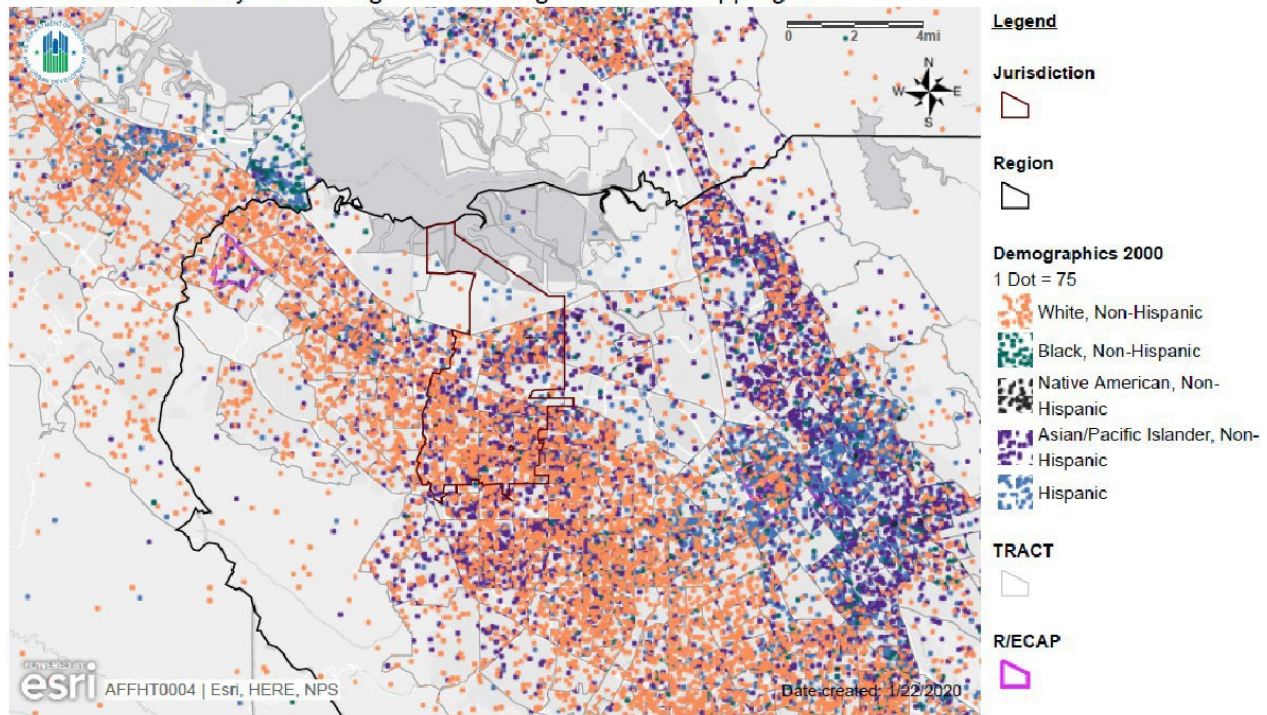 0 2 4mi
N
W E
S
Legend
Jurisdiction
Region
Demographics 2000
1 Dot = 75
White, Non-Hispanic
Black, Non-Hispanic
Native American, Non-
Hispanic
Asian/Pacific Islander, Non-
Hispanic
Hispanic
TRACT
R/ECAP
POWERED BY
esri
AFFHT0004 | Esri, HERE, NPS
Date created: 1/22/2020